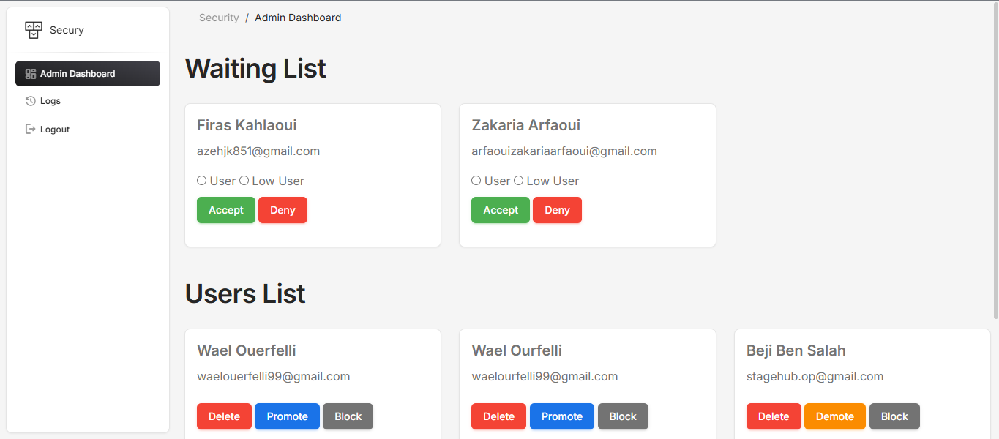 Secury
Admin Dashboard
Logs
Logout
Security / Admin Dashboard
Waiting List
Firas Kahlaoui
azehjk851@gmail.com
User Low User
Accept Deny
Zakaria Arfaoui
arfaouizakariaarfaoui@gmail.com
User Low User
Accept Deny
Users List
Wael Ouerfelli
waelouerfelli99@gmail.com
Delete Promote Block
Wael Ourfelli
waelourfelli99@gmail.com
Delete Promote Block
Beji Ben Salah
stagehub.op@gmail.com
Delete Demote Block